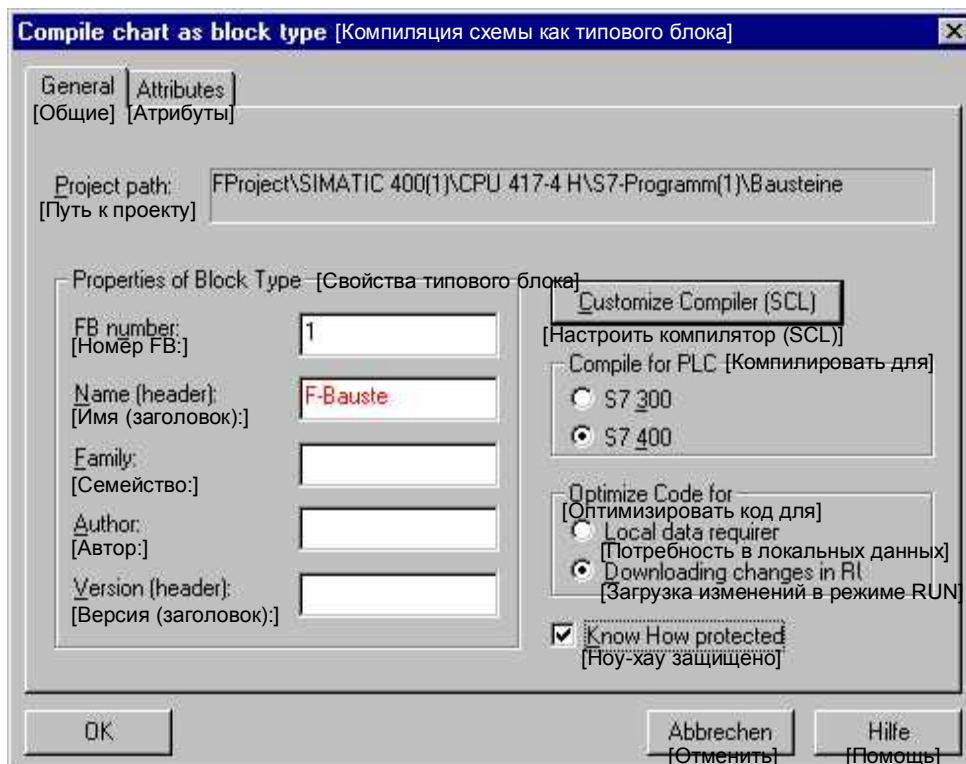 Compile chart as block type [Компиляция схемы как типового блока]
General Attributes
[Общие] [Атрибуты]
Project path: FProject\SIMATIC 400(1)\CPU 417-4 H\S7-Programm(1)\Bausteine
[Путь к проекту]
Properties of Block Type [Свойства типового блока]
FB number: 1
[Номер FB:]
Name (header): F-Bauste
[Имя (заголовок):]
Family:
[Семейство:]
Author:
[Автор:]
Version (header):
[Версия (заголовок):]
Customize Compiler (SCL)
[Настроить компилятор (SCL)]
Compile for PLC [Компилировать для]
S7 300
S7 400
Optimize Code for
[Оптимизировать код для]
Local data requirer
[Потребность в локальных данных]
Downloading changes in RU
[Загрузка изменений в режиме RUN]
Know How protected
[Ноу-хау защищено]
OK
Abbrechen
[Отменить]
Hilfe
[Помощь]